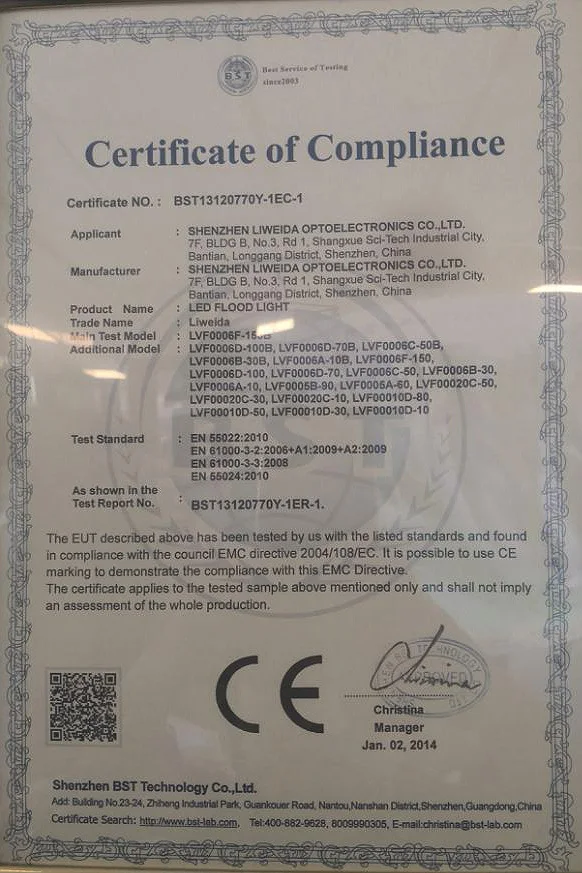 BST
Best Service of Testing
since2003
Certificate of Compliance
Certificate NO. : BST13120770Y-1EC-1
Applicant : SHENZHEN LIWEIDA OPTOELECTRONICS CO.,LTD.
7F, BLDG B, No.3, Rd 1, Shangxue Sci-Tech Industrial City,
Bantian, Longgang District, Shenzhen, China
Manufacturer : SHENZHEN LIWEIDA OPTOELECTRONICS CO.,LTD.
7F, BLDG B, No.3, Rd 1, Shangxue Sci-Tech Industrial City,
Bantian, Longgang District, Shenzhen, China
Product Name : LED FLOOD LIGHT
Trade Name : Liweida
Main Test Model : LVF0006F-150B
Additional Model : LVF0006D-100B, LVF0006D-70B, LVF0006C-50B,
LVF0006B-30B, LVF0006A-10B, LVF0006F-150,
LVF0006D-100, LVF0006D-70, LVF0006C-50, LVF0006B-30,
LVF0006A-10, LVF0005B-90, LVF0005A-60, LVF00020C-50,
LVF00020C-30, LVF00020C-10, LVF00010D-80,
LVF00010D-50, LVF00010D-30, LVF00010D-10
Test Standard : EN 55022:2010
EN 61000-3-2:2006+A1:2009+A2:2009
EN 61000-3-3:2008
EN 55024:2010
As shown in the
Test Report No. : BST13120770Y-1ER-1.
The EUT described above has been tested by us with the listed standards and found
in compliance with the council EMC directive 2004/108/EC. It is possible to use CE
marking to demonstrate the compliance with this EMC Directive.
The certificate applies to the tested sample above mentioned only and shall not imply
an assessment of the whole production.
CE
Christina
Manager
Jan. 02, 2014
Shenzhen BST Technology Co.,Ltd.
Add: Building No.23-24, Zhiheng Industrial Park, Guankouer Road, Nantou,Nanshan District,Shenzhen,Guangdong,China
Certificate Search: http://www.bst-lab.com, Tel:400-882-9628, 8009990305, E-mail:christina@bst-lab.com